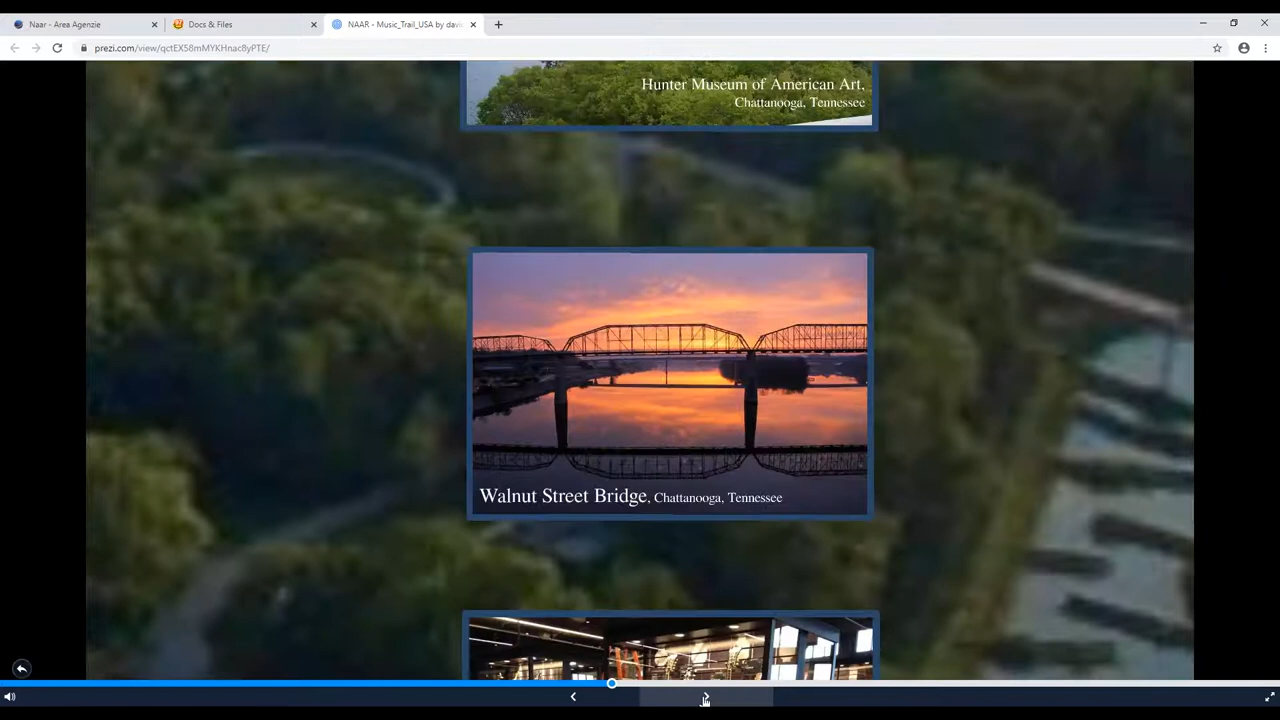 Naar - Area Agenzie
Docs & Files
NAAR - Music_Trail_USA by davi
prezi.com/view/qctEX58mMYKHnac8yPTE/
Hunter Museum of American Art,
Chattanooga, Tennessee
Walnut Street Bridge, Chattanooga, Tennessee